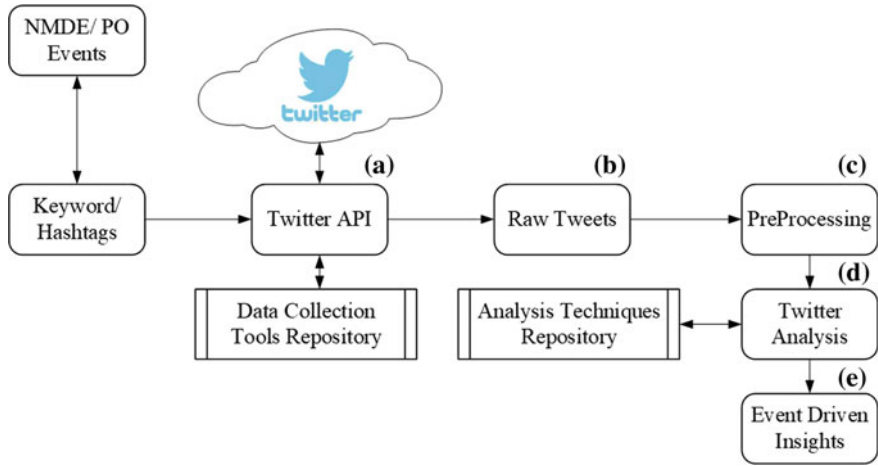 NMDE/ PO
Events
twitter
(a)
(b)
(c)
Keyword/
Hashtags
Twitter API
Raw Tweets
PreProcessing
(d)
Data Collection
Tools Repository
Analysis Techniques
Repository
Twitter
Analysis
(e)
Event Driven
Insights